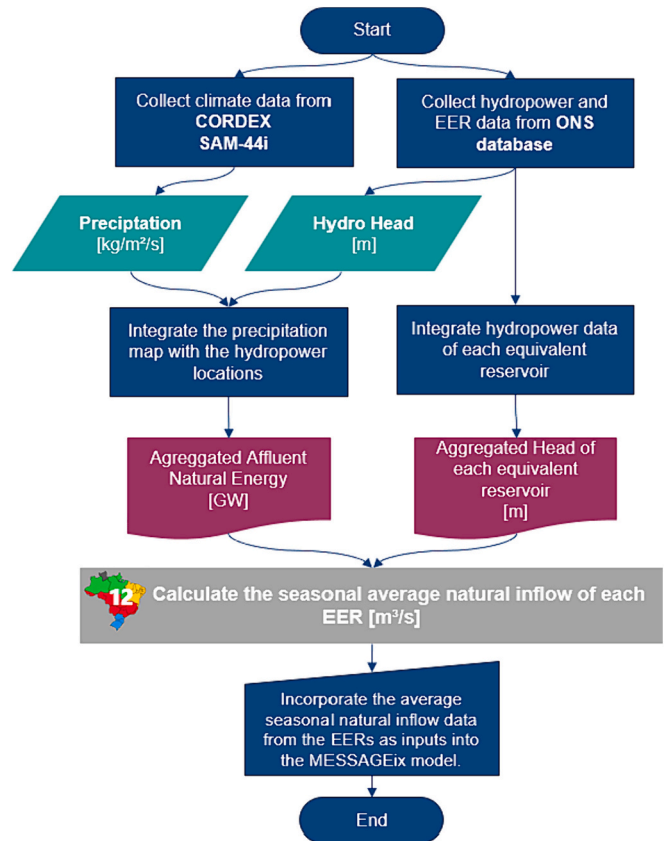 Start
Collect climate data from
CORDEX
SAM-44i
Collect hydropower and
EER data from ONS
database
Preciptation
[kg/m²/s]
Hydro Head
[m]
Integrate the precipitation
map with the hydropower
locations
Integrate hydropower data
of each equivalent
reservoir
Agreggated Affluent
Natural Energy
[GW]
Aggregated Head of
each equivalent
reservoir
[m]
12
Calculate the seasonal average natural inflow of each
EER [m³/s]
Incorporate the average
seasonal natural inflow data
from the EERs as inputs into
the MESSAGEix model.
End